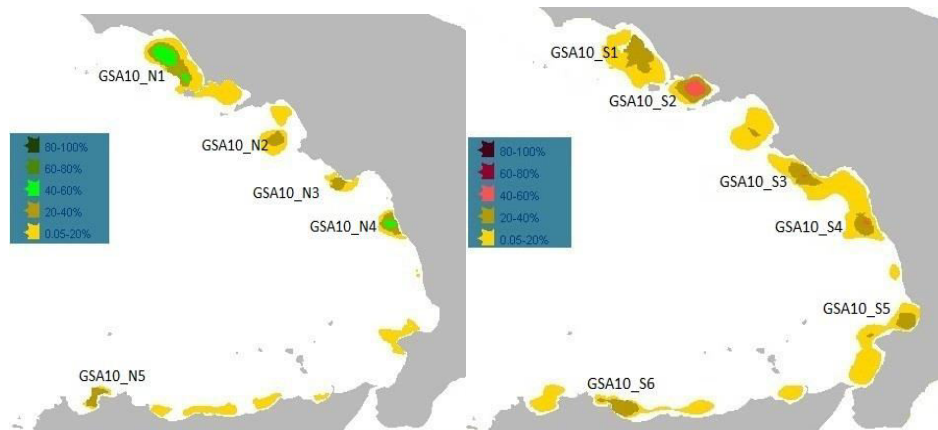 GSA10_N1
GSA10_N2
GSA10_N3
GSA10_N4
GSA10_N5
80-100%
60-80%
40-60%
20-40%
0.05-20%
GSA10_S1
GSA10_S2
GSA10_S3
GSA10_S4
GSA10_S5
GSA10_S6
80-100%
60-80%
40-60%
20-40%
0.05-20%